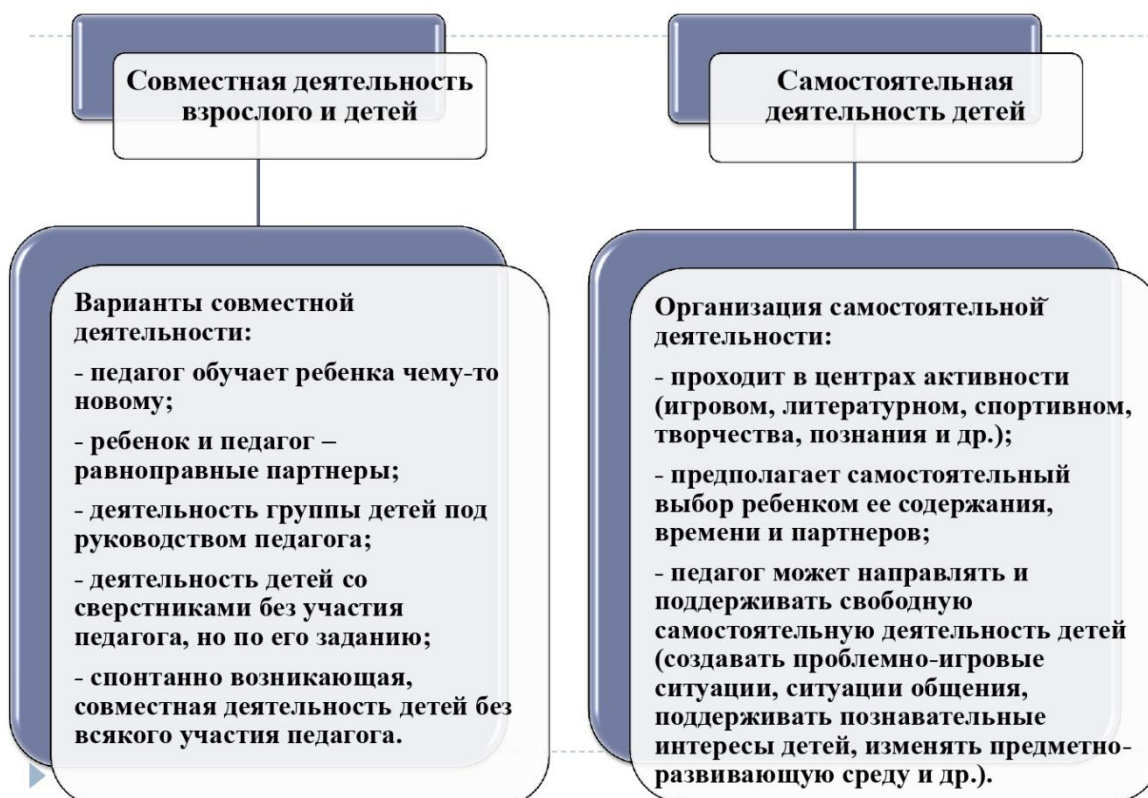 Совместная деятельность
взрослого и детей
Варианты совместной
деятельности:
- педагог обучает ребенка чему-то
новому;
- ребенок и педагог –
равноправные партнеры;
- деятельность группы детей под
руководством педагога;
- деятельность детей со
сверстниками без участия
педагога, но по его заданию;
- спонтанно возникающая,
совместная деятельность детей без
всякого участия педагога.
Самостоятельная
деятельность детей
Организация самостоятельной
деятельности:
- проходит в центрах активности
(игровом, литературном, спортивном,
творчества, познания и др.);
- предполагает самостоятельный
выбор ребенком ее содержания,
времени и партнеров;
- педагог может направлять и
поддерживать свободную
самостоятельную деятельность детей
(создавать проблемно-игровые
ситуации, ситуации общения,
поддерживать познавательные
интересы детей, изменять предметно-
развивающую среду и др.).